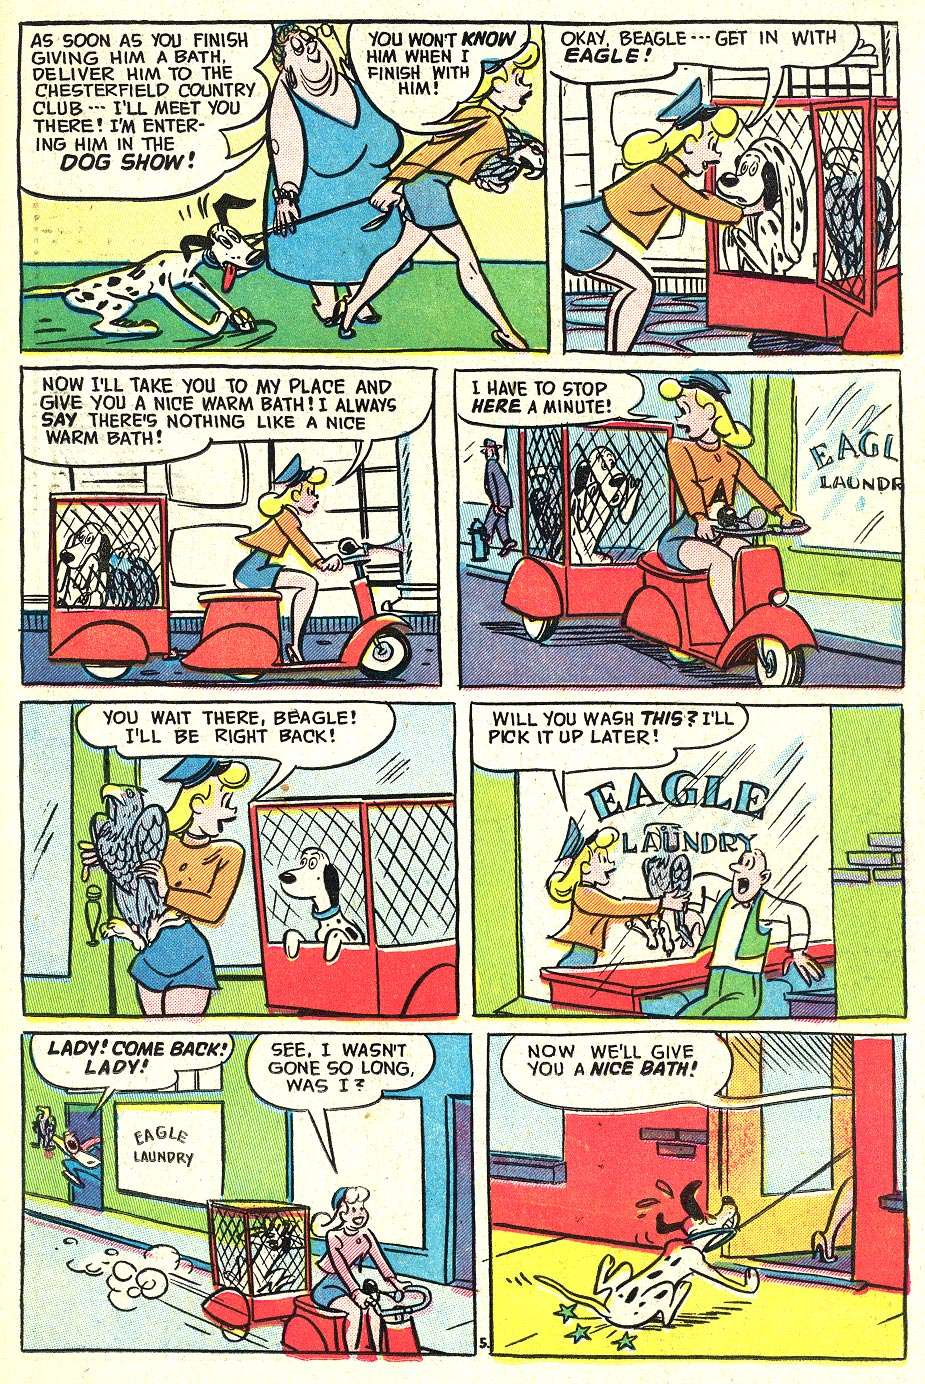 AS SOON AS YOU FINISH
GIVING HIM A BATH,
DELIVER HIM TO THE
CHESTERFIELD COUNTRY
CLUB --- I'LL MEET YOU
THERE! I'M ENTER-
ING HIM IN THE
DOG SHOW!
YOU WON'T KNOW
HIM WHEN I
FINISH WITH
HIM!
OKAY, BEAGLE --- GET IN WITH
EAGLE!
NOW I'LL TAKE YOU TO MY PLACE AND
GIVE YOU A NICE WARM BATH! I ALWAYS
SAY THERE'S NOTHING LIKE A NICE
WARM BATH!
I HAVE TO STOP
HERE A MINUTE!
EAGL
LAUNDR
YOU WAIT THERE, BEAGLE!
I'LL BE RIGHT BACK!
WILL YOU WASH THIS? I'LL
PICK IT UP LATER!
EAGLE
LAUNDRY
LADY! COME BACK!
LADY!
SEE, I WASN'T
GONE SO LONG,
WAS I?
EAGLE
LAUNDRY
NOW WE'LL GIVE
YOU A NICE BATH!
5.